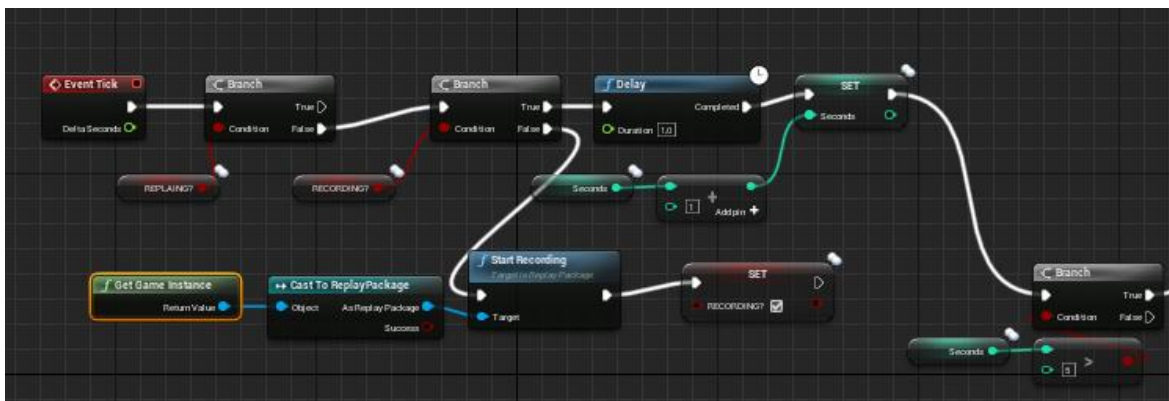 Event Tick
Delta Seconds
Branch
True
Condition
False
REPLAING?
Branch
True
Condition
False
RECORDING?
Delay
Completed
Duration 1,0
SET
Seconds
Seconds
1
+
Add pin +
Get Game Instance
Return Value
Cast To ReplayPackage
Object
As Replay Package
Success
Start Recording
Target is Replay Package
Target
SET
RECORDING?
Branch
True
Condition
False
Seconds
5
>